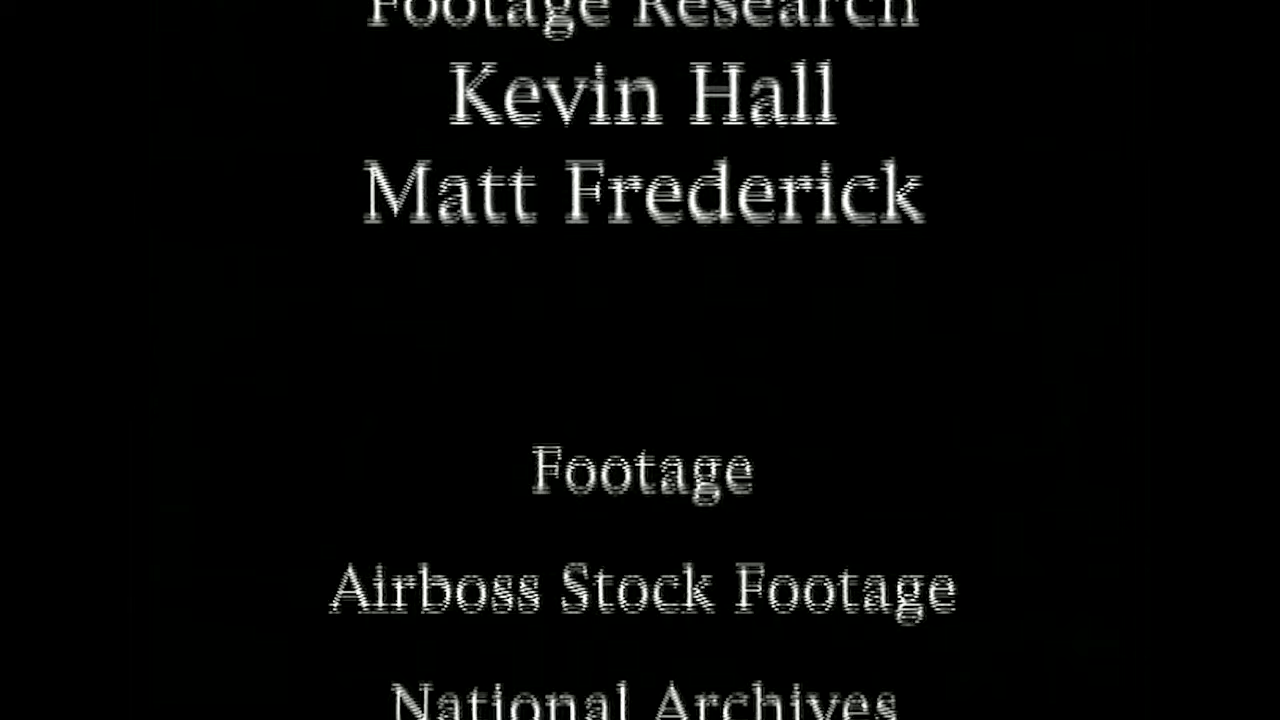 Footage Research
Kevin Hall
Matt Frederick
Footage
Airboss Stock Footage
National Archives